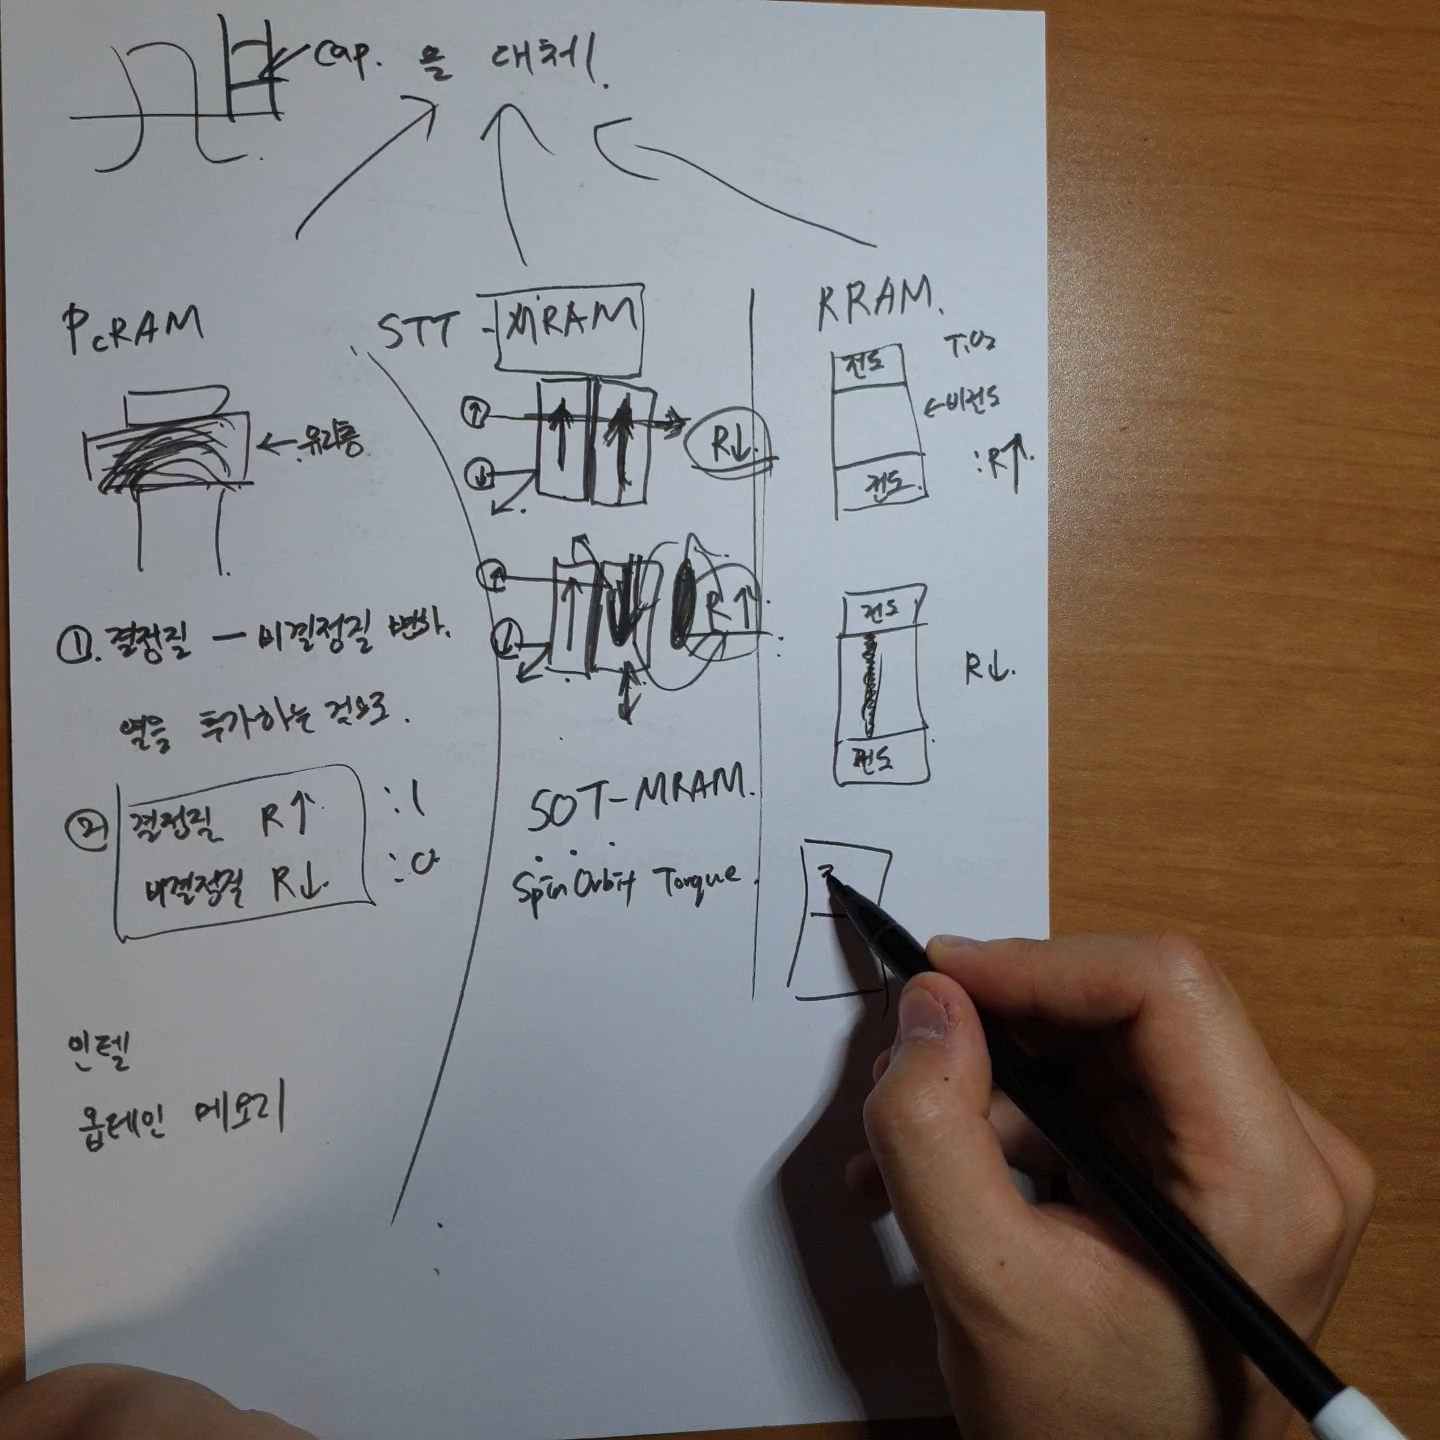 cap. 을 대체.
PcRAM
←유리통
①. 결정질 — 비결정질 변화.
열을 투가하는 것으로.
② 결정질 R↑ : 1
비결정질 R↓. : 0
인텔
옵테인 메모리
STT - MRAM
↑ R↓.
↓
↑ R↑
↓
SOT-MRAM.
Spin Orbit Torque.
RRAM.
전도 TiO2
←비전도
:R↑.
전도.
전도
R↓.
전도